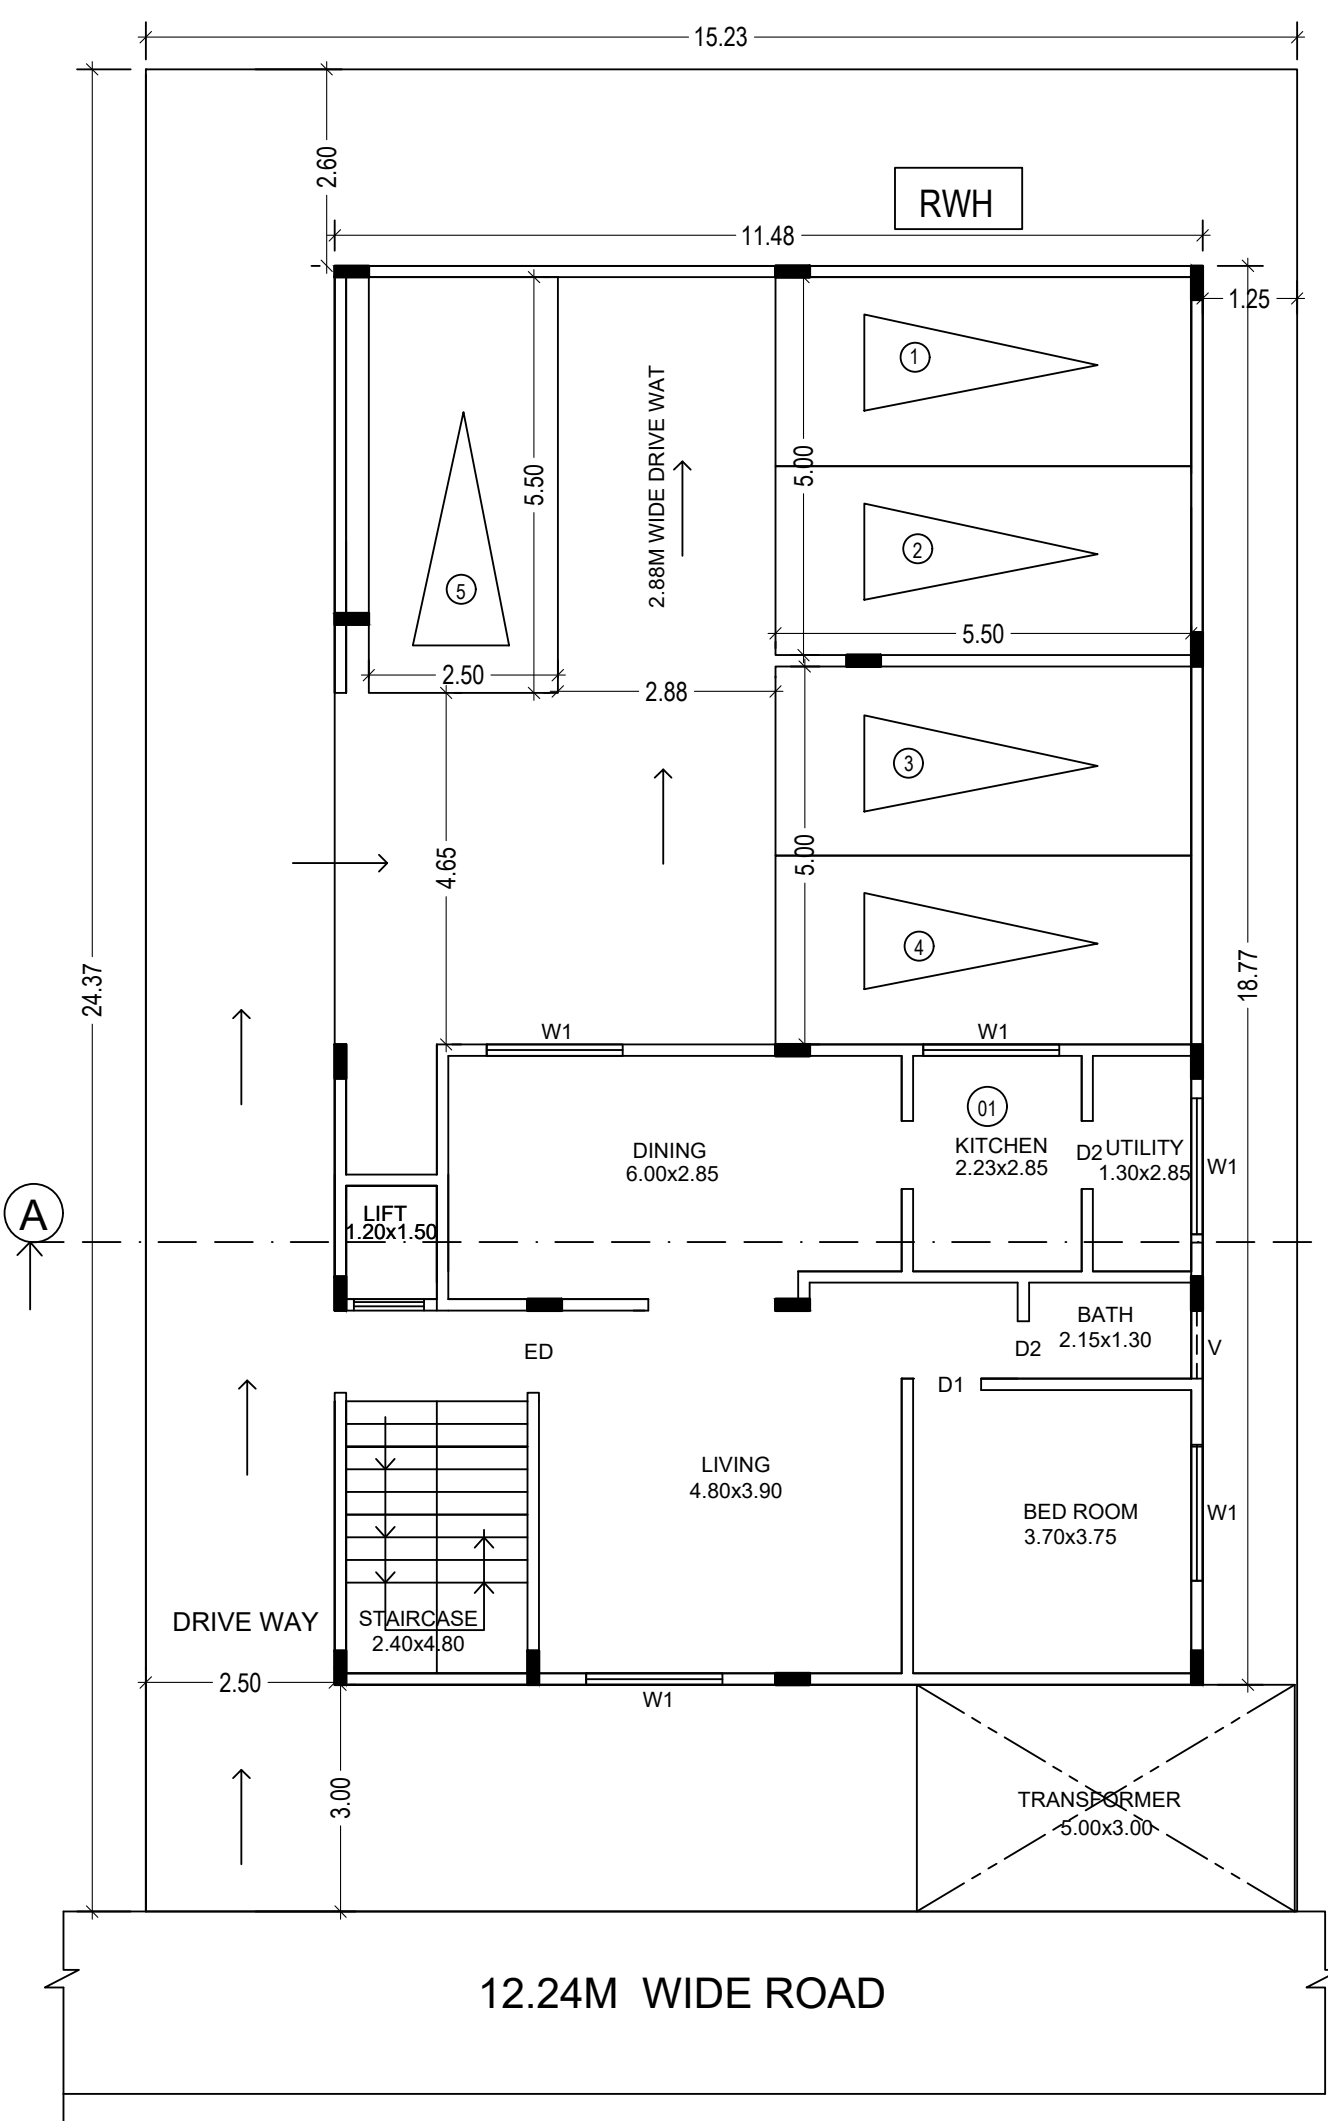 15.23
2.60
RWH
11.48
1.25
1
2.88M WIDE DRIVE WAT
5.00
5.50
2
5
5.50
2.50
2.88
3
5.00
4.65
4
24.37
18.77
W1
W1
01
DINING
6.00x2.85
KITCHEN
2.23x2.85
D2
UTILITY
1.30x2.85
W1
A
LIFT
1.20x1.50
BATH
2.15x1.30
ED
D2
V
D1
LIVING
4.80x3.90
BED ROOM
3.70x3.75
W1
DRIVE WAY
STAIRCASE
2.40x4.80
2.50
W1
3.00
TRANSFORMER
5.00x3.00
12.24M WIDE ROAD